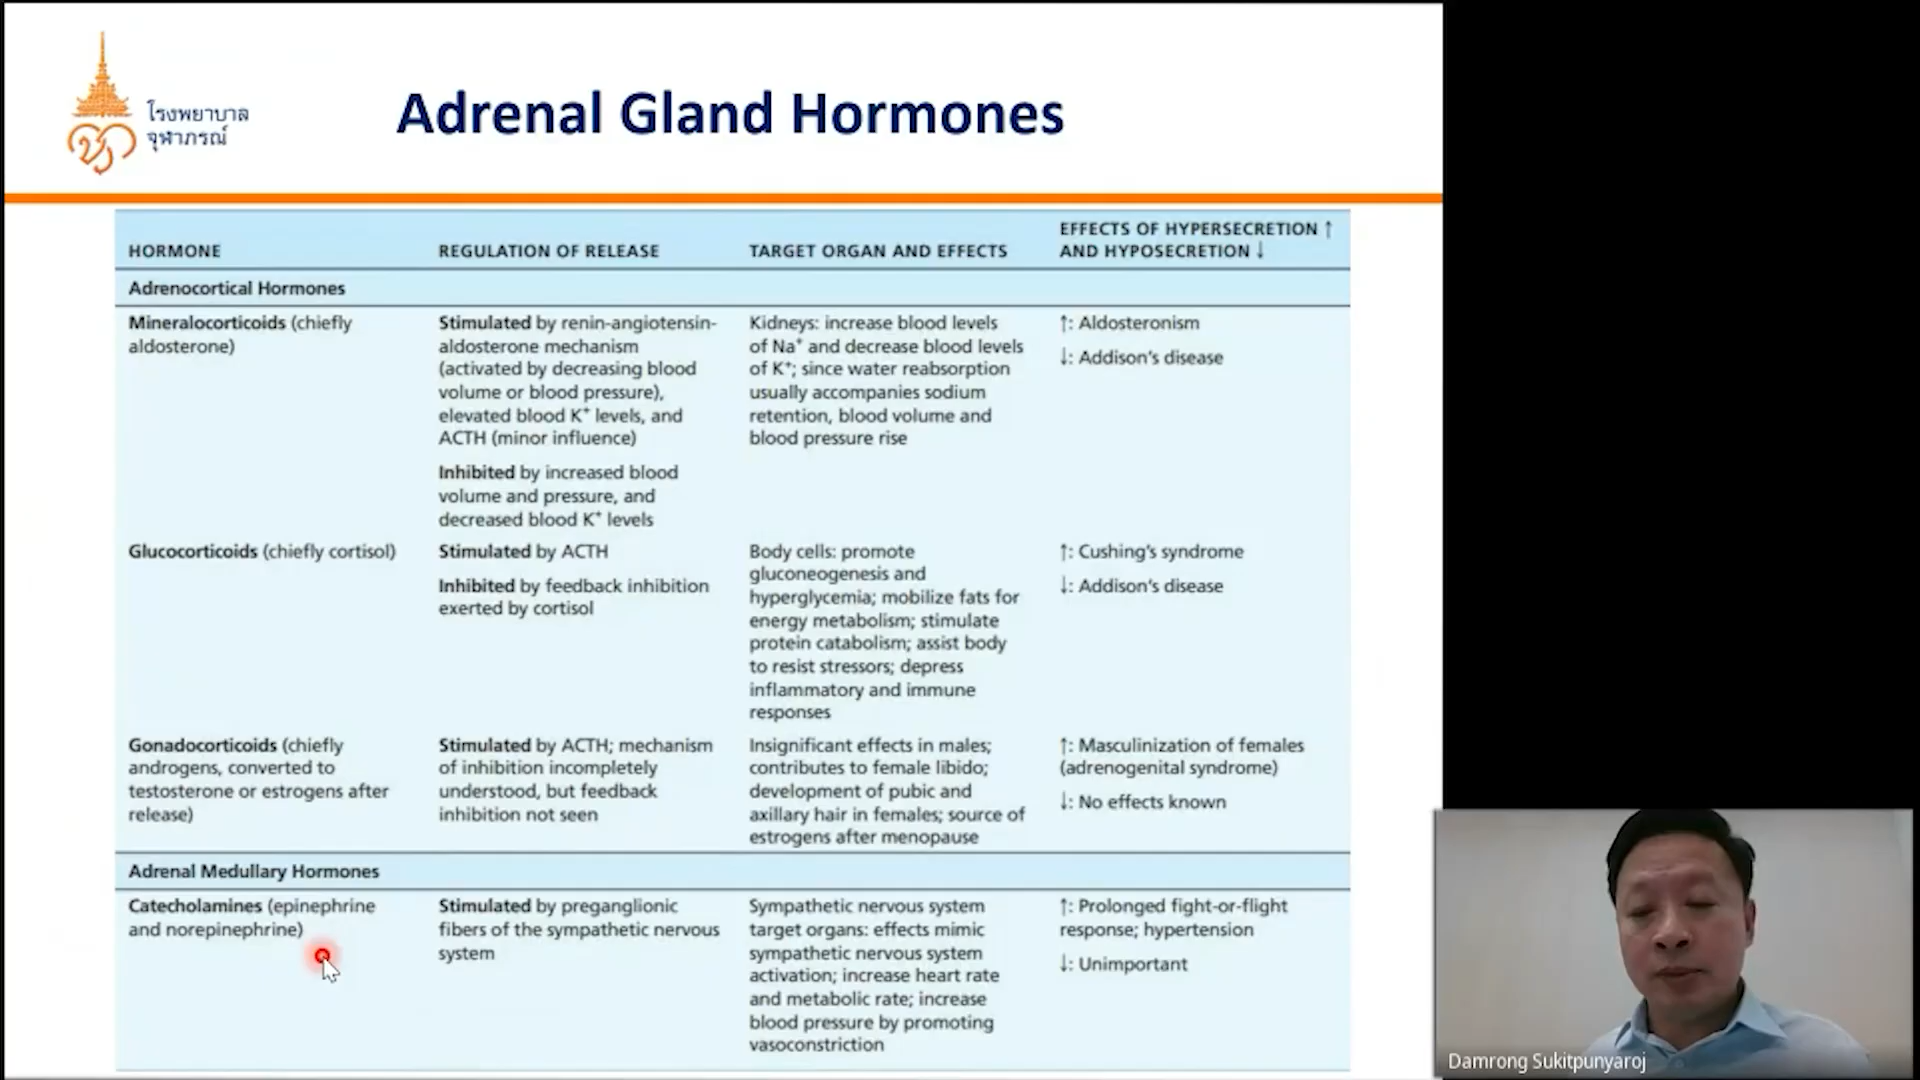 โรงพยาบาล
จุฬาภรณ์
Adrenal Gland Hormones
HORMONE
REGULATION OF RELEASE
TARGET ORGAN AND EFFECTS
EFFECTS OF HYPERSECRETION ↑
AND HYPOSECRETION ↓
Adrenocortical Hormones
Mineralocorticoids (chiefly
aldosterone)
Stimulated by renin-angiotensin-
aldosterone mechanism
(activated by decreasing blood
volume or blood pressure),
elevated blood K⁺ levels, and
ACTH (minor influence)
Inhibited by increased blood
volume and pressure, and
decreased blood K⁺ levels
Kidneys: increase blood levels
of Na⁺ and decrease blood levels
of K⁺; since water reabsorption
usually accompanies sodium
retention, blood volume and
blood pressure rise
↑: Aldosteronism
↓: Addison's disease
Glucocorticoids (chiefly cortisol)
Stimulated by ACTH
Inhibited by feedback inhibition
exerted by cortisol
Body cells: promote
gluconeogenesis and
hyperglycemia; mobilize fats for
energy metabolism; stimulate
protein catabolism; assist body
to resist stressors; depress
inflammatory and immune
responses
↑: Cushing's syndrome
↓: Addison's disease
Gonadocorticoids (chiefly
androgens, converted to
testosterone or estrogens after
release)
Stimulated by ACTH; mechanism
of inhibition incompletely
understood, but feedback
inhibition not seen
Insignificant effects in males;
contributes to female libido;
development of pubic and
axillary hair in females; source of
estrogens after menopause
↑: Masculinization of females
(adrenogenital syndrome)
↓: No effects known
Adrenal Medullary Hormones
Catecholamines (epinephrine
and norepinephrine)
Stimulated by preganglionic
fibers of the sympathetic nervous
system
Sympathetic nervous system
target organs: effects mimic
sympathetic nervous system
activation; increase heart rate
and metabolic rate; increase
blood pressure by promoting
vasoconstriction
↑: Prolonged fight-or-flight
response; hypertension
↓: Unimportant
Damrong Sukitpunyaroj